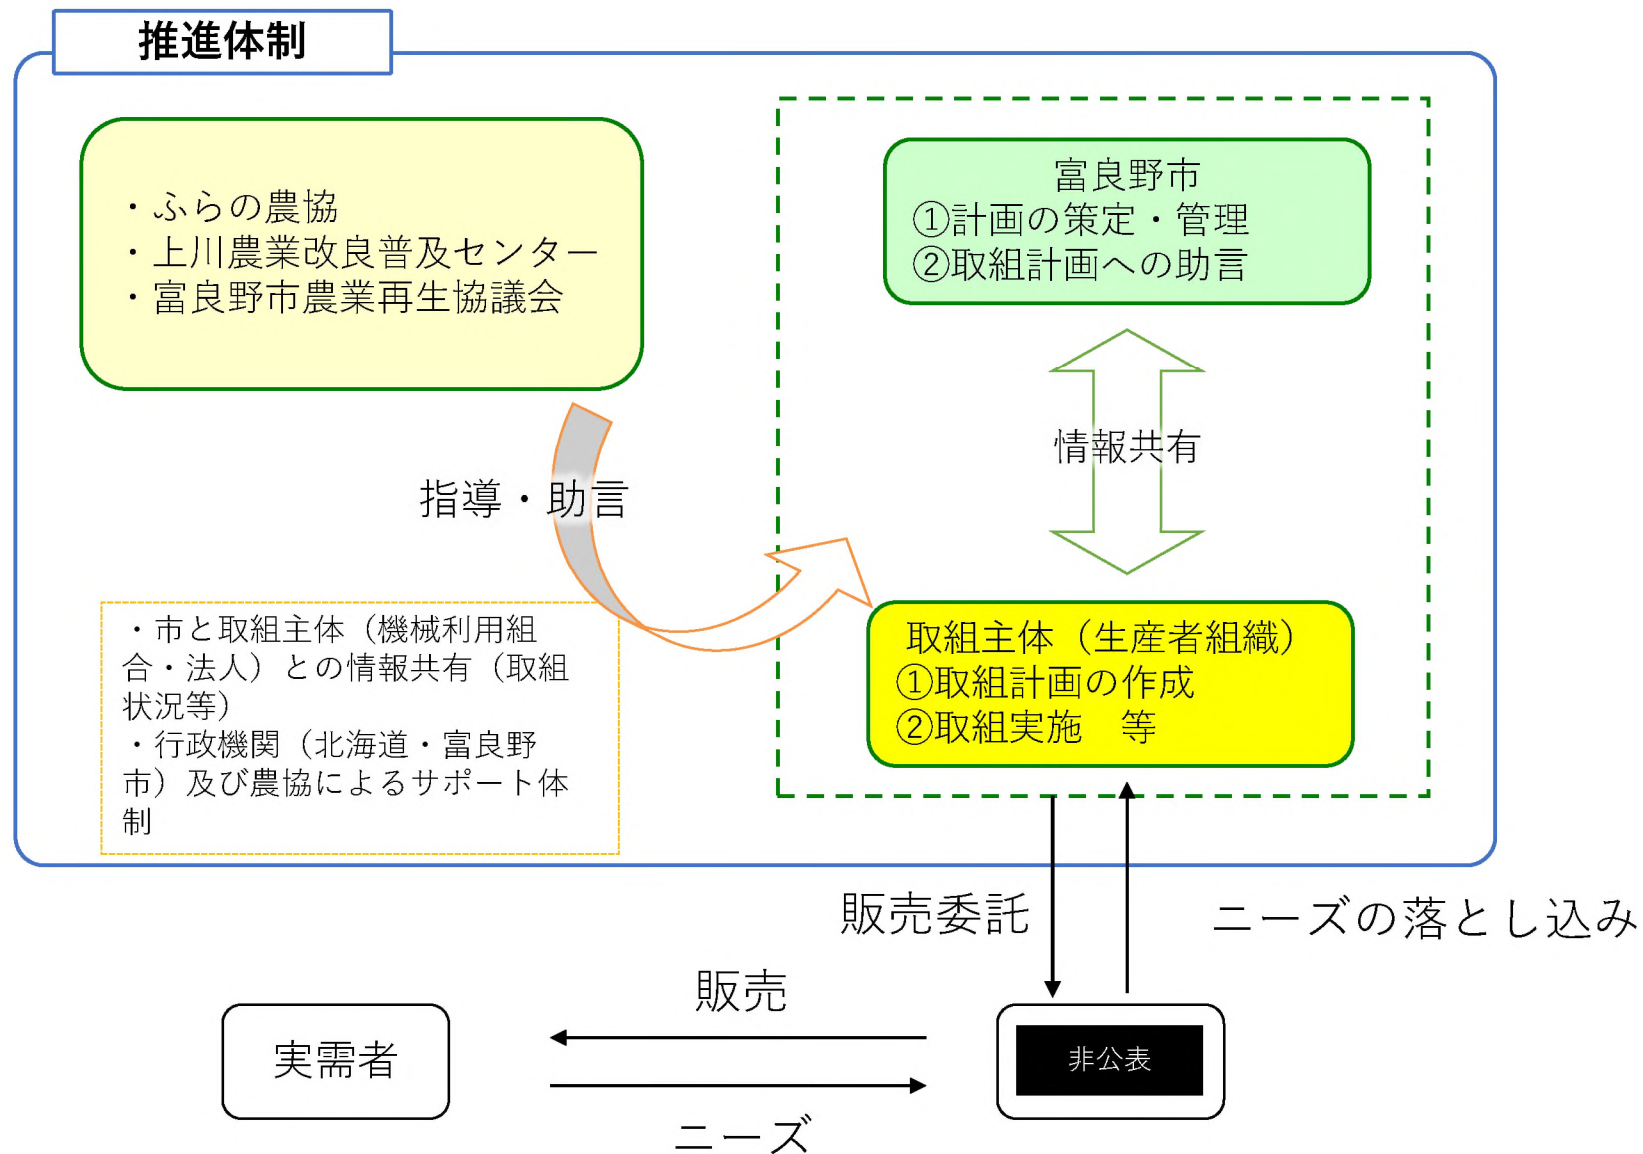 推進体制
・ふらの農協
・上川農業改良普及センター
・富良野市農業再生協議会
富良野市
①計画の策定・管理
②取組計画への助言
情報共有
指導・助言
・市と取組主体（機械利用組
合・法人）との情報共有（取組
状況等）
・行政機関（北海道・富良野
市）及び農協によるサポート体
制
取組主体（生産者組織）
①取組計画の作成
②取組実施　等
販売委託
ニーズの落とし込み
販売
実需者
非公表
ニーズ